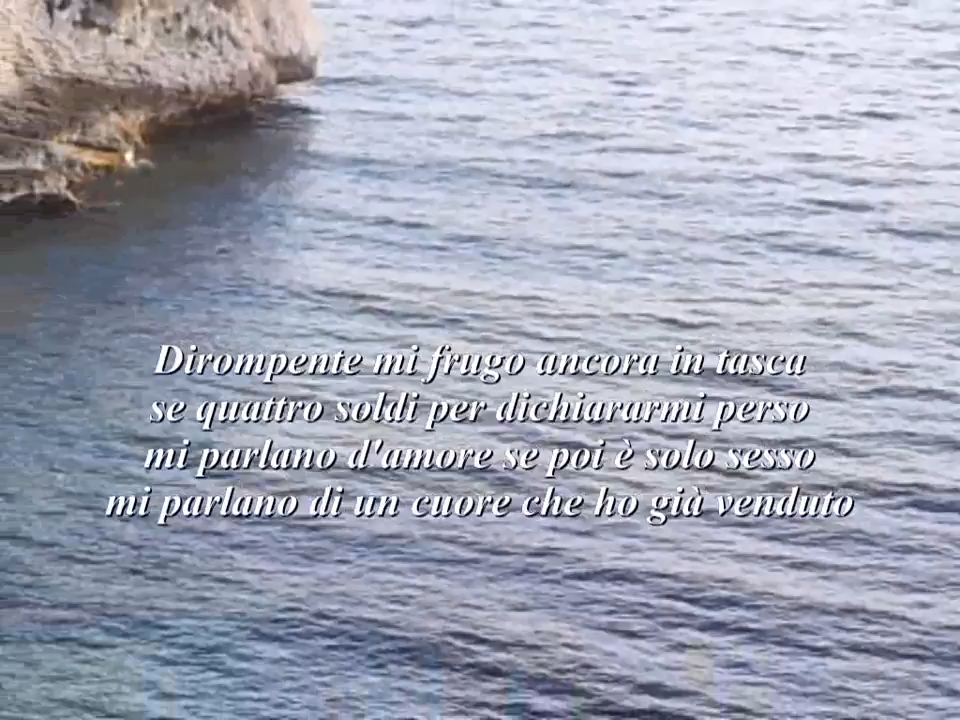 Dirompente mi frugo ancora in tasca
se quattro soldi per dichiararmi perso
mi parlano d'amore se poi è solo sesso
mi parlano di un cuore che ho già venduto